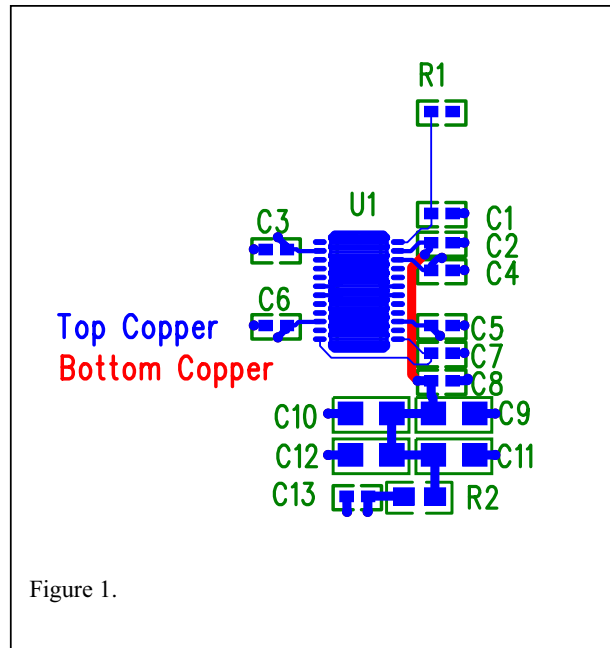 R1
U1
C3
C1
C2
C4
C6
Top Copper
C5
Bottom Copper
C7
C8
C10
C9
C12
C11
C13
R2
Figure 1.